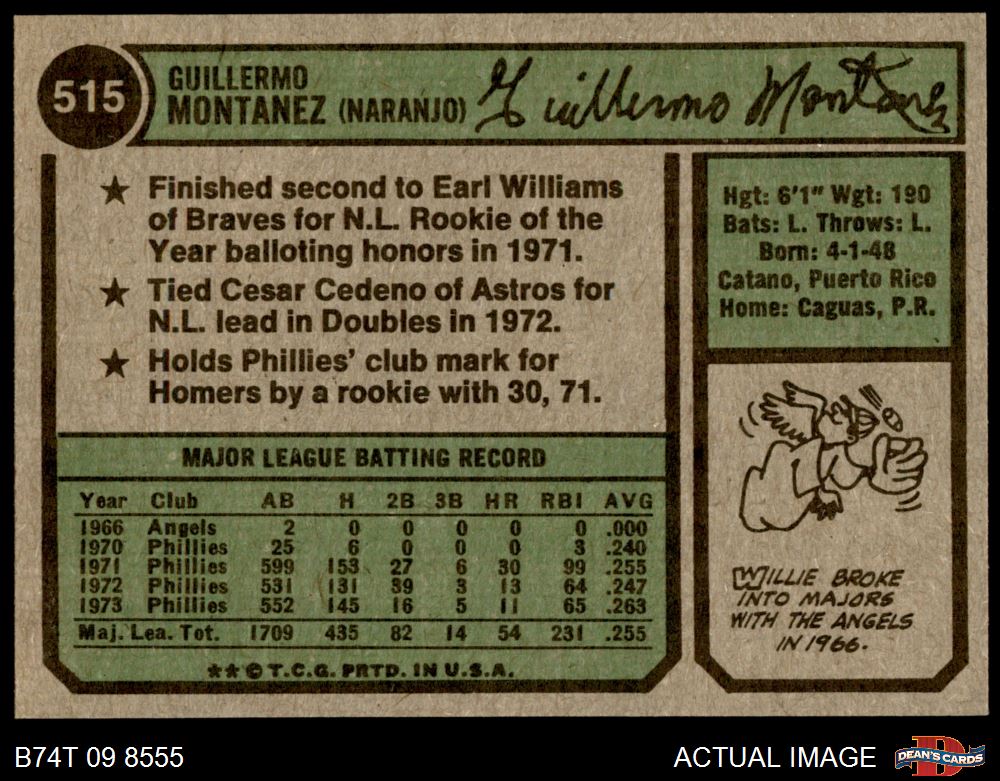 515
GUILLERMO
MONTANEZ (NARANJO)
Guillermo Montanez
★ Finished second to Earl Williams
of Braves for N.L. Rookie of the
Year balloting honors in 1971.
★ Tied Cesar Cedeno of Astros for
N.L. lead in Doubles in 1972.
★ Holds Phillies' club mark for
Homers by a rookie with 30, 71.
Hgt: 6'1" Wgt: 190
Bats: L. Throws: L.
Born: 4-1-48
Catano, Puerto Rico
Home: Caguas, P.R.
MAJOR LEAGUE BATTING RECORD
Year Club AB H 2B 3B HR RBI AVG
1966 Angels 2 0 0 0 0 0 .000
1970 Phillies 25 6 0 0 0 3 .240
1971 Phillies 599 153 27 6 30 99 .255
1972 Phillies 531 131 39 3 13 64 .247
1973 Phillies 552 145 16 5 11 65 .263
Maj. Lea. Tot. 1709 435 82 14 54 231 .255
★★© T.C.G. PRTD. IN U.S.A.
WILLIE BROKE
INTO MAJORS
WITH THE ANGELS
IN 1966.
B74T 09 8555
ACTUAL IMAGE
D
DEAN'S CARDS